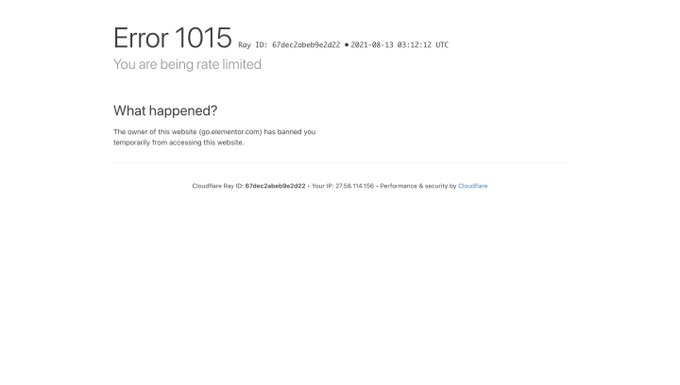 Error 1015 Ray ID: 67dec2abeb9e2d22 • 2021-08-13 03:12:12 UTC
You are being rate limited
What happened?
The owner of this website (go.elementor.com) has banned you
temporarily from accessing this website.
Cloudflare Ray ID: 67dec2abeb9e2d22 • Your IP: 27.58.114.156 • Performance & security by Cloudflare